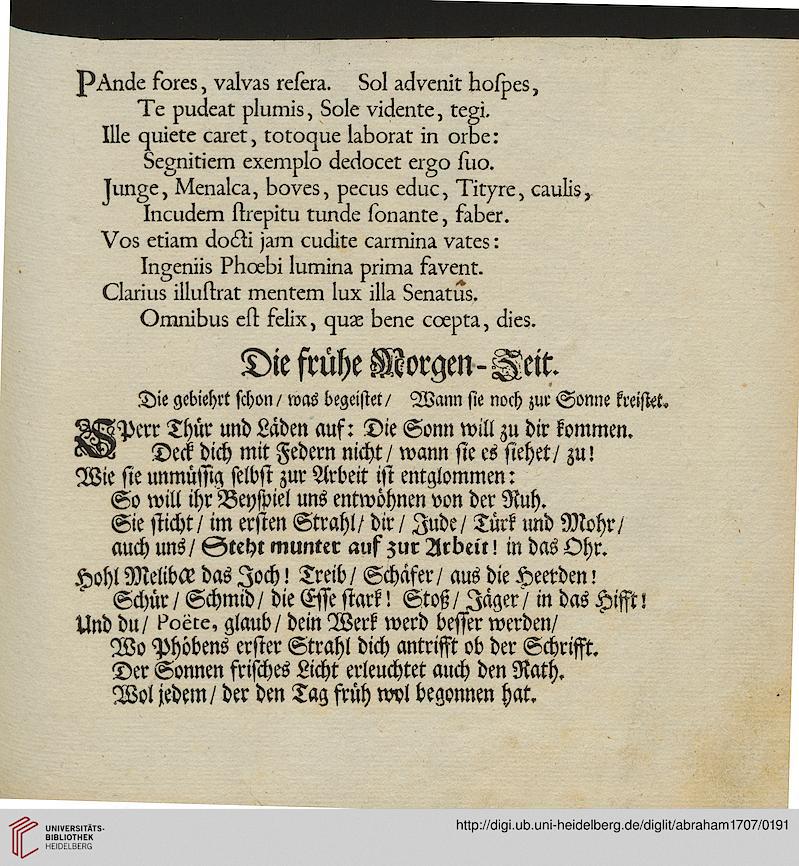 PAnde fores, valvas reſera. Sol advenit hoſpes,
Te pudeat plumis, Sole vidente, tegi.
Ille quiete caret, totoque laborat in orbe:
Segnitiem exemplo dedocet ergo ſuo.
Junge, Menalca, boves, pecus educ, Tityre, caulis,
Incudem ſtrepitu tunde ſonante, faber.
Vos etiam docti jam cudite carmina vates:
Ingeniis Phœbi lumina prima favent.
Clarius illuſtrat mentem lux illa Senatûs.
Omnibus eſt felix, quæ bene cœpta, dies.
Die frühe Morgen-Zeit.
Die gebiehrt ſchon / was begeiſtet / Wann ſie noch zur Sonne kreiſtet.
SPerr Thür und Läden auf: Die Sonn will zu dir kommen.
Deck dich mit Federn nicht / wann ſie es ſiehet / zu!
Wie ſie unmüſſig ſelbſt zur Arbeit iſt entglommen:
So will ihr Beyſpiel uns entwöhnen von der Ruh.
Sie ſticht / im erſten Strahl / dir / Jude / Türk und Mohr /
auch uns / Steht munter auf zur Arbeit! in das Ohr.
Hohl Melibœ das Joch! Treib / Schäfer / aus die Heerden!
Schür / Schmid / die Eſſe ſtark! Stoß / Jäger / in das Hifft!
Und du / Poëte, glaub / dein Werk werd beſſer werden /
Wo Phöbens erſter Strahl dich antrifft ob der Schrifft.
Der Sonnen friſches Licht erleuchtet auch den Rath.
Wol jedem / der den Tag früh wol begonnen hat.
UNIVERSITÄTS-
BIBLIOTHEK
HEIDELBERG
http://digi.ub.uni-heidelberg.de/diglit/abraham1707/0191